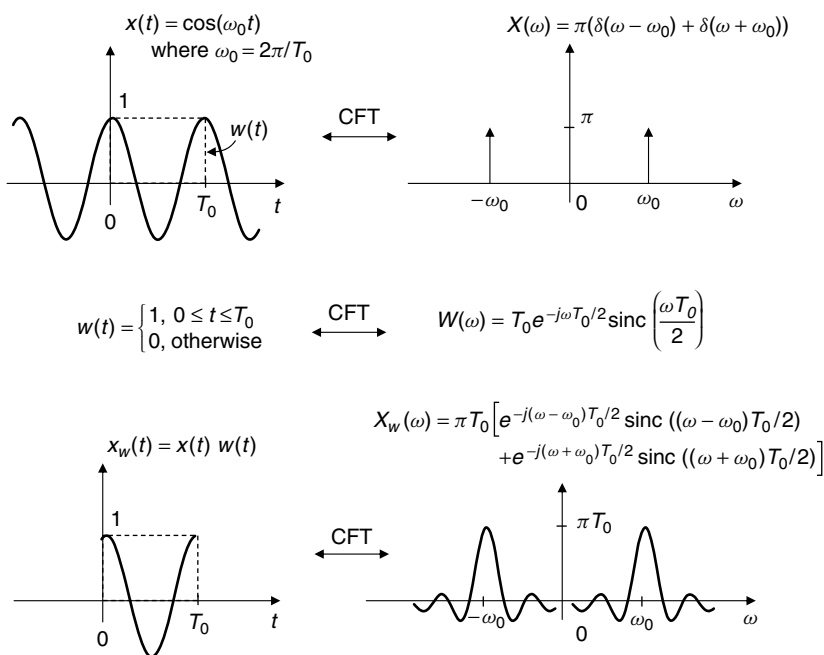 x(t) = cos(ω₀t)
where ω₀ = 2π/T₀
X(ω) = π(δ(ω − ω₀) + δ(ω + ω₀))
1
w(t)
CFT
π
0
T₀
t
−ω₀
0
ω₀
ω
w(t) = { 1, 0 ≤ t ≤ T₀
0, otherwise
CFT
W(ω) = T₀e^{−jωT₀/2} sinc (ωT₀/2)
x_w(t) = x(t) w(t)
X_w(ω) = πT₀[e^{−j(ω − ω₀)T₀/2} sinc ((ω − ω₀)T₀/2)
+e^{−j(ω + ω₀)T₀/2} sinc ((ω + ω₀)T₀/2)]
1
CFT
πT₀
0
T₀
t
−ω₀
0
ω₀
ω